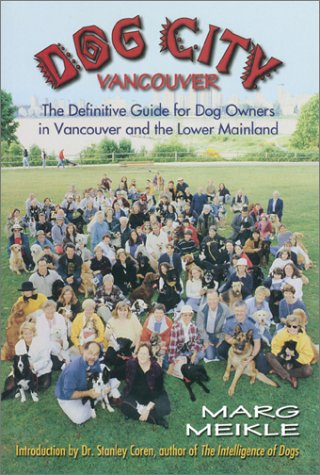 DOG CITY
VANCOUVER
The Definitive Guide for Dog Owners
in Vancouver and the Lower Mainland
MARG
MEIKLE
Introduction by Dr. Stanley Coren, author of The Intelligence of Dogs